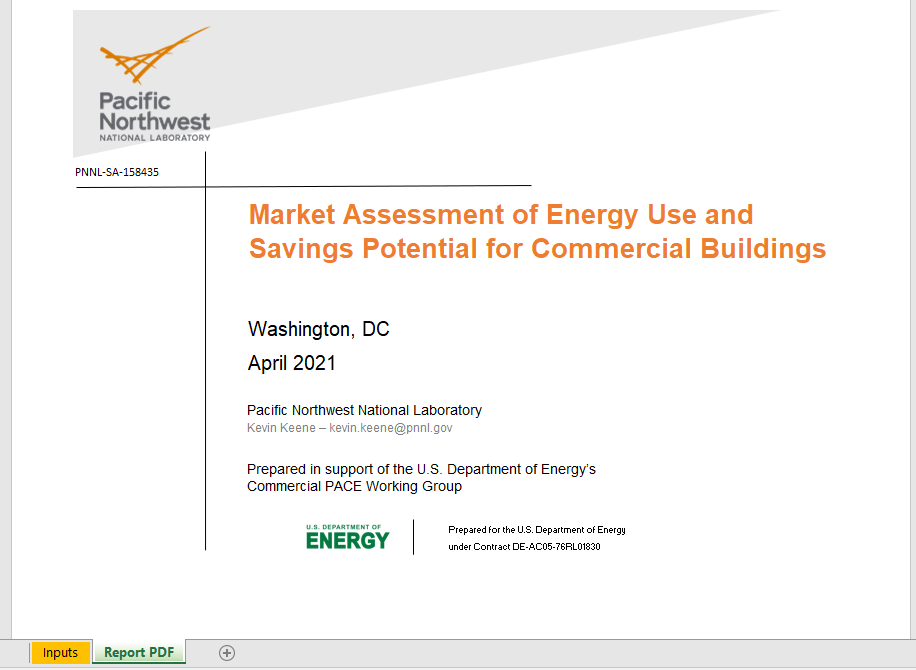 Pacific
Northwest
NATIONAL LABORATORY
PNNL-SA-158435
Market Assessment of Energy Use and
Savings Potential for Commercial Buildings
Washington, DC
April 2021
Pacific Northwest National Laboratory
Kevin Keene – kevin.keene@pnnl.gov
Prepared in support of the U.S. Department of Energy's
Commercial PACE Working Group
U.S. DEPARTMENT OF
ENERGY
Prepared for the U.S. Department of Energy
under Contract DE-AC05-76RL01830
Inputs
Report PDF